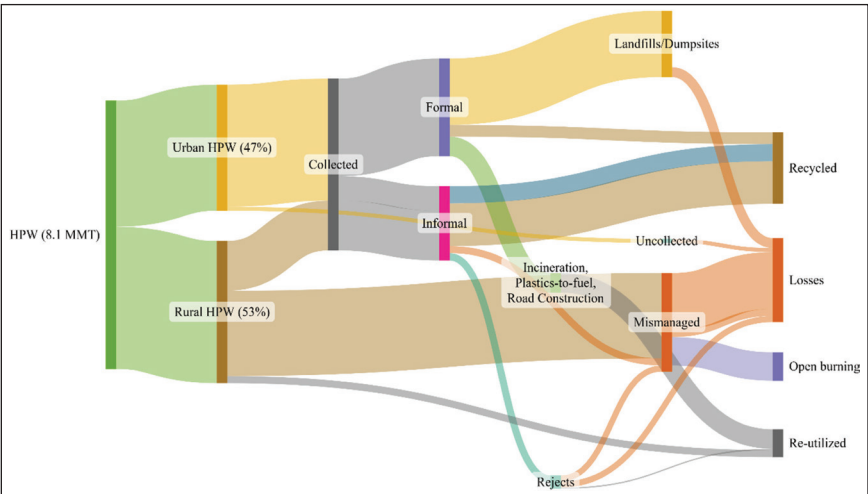 HPW (8.1 MMT)
Urban HPW (47%)
Rural HPW (53%)
Collected
Formal
Informal
Incineration,
Plastics-to-fuel,
Road Construction
Rejects
Landfills/Dumpsites
Uncollected
Mismanaged
Recycled
Losses
Open burning
Re-utilized